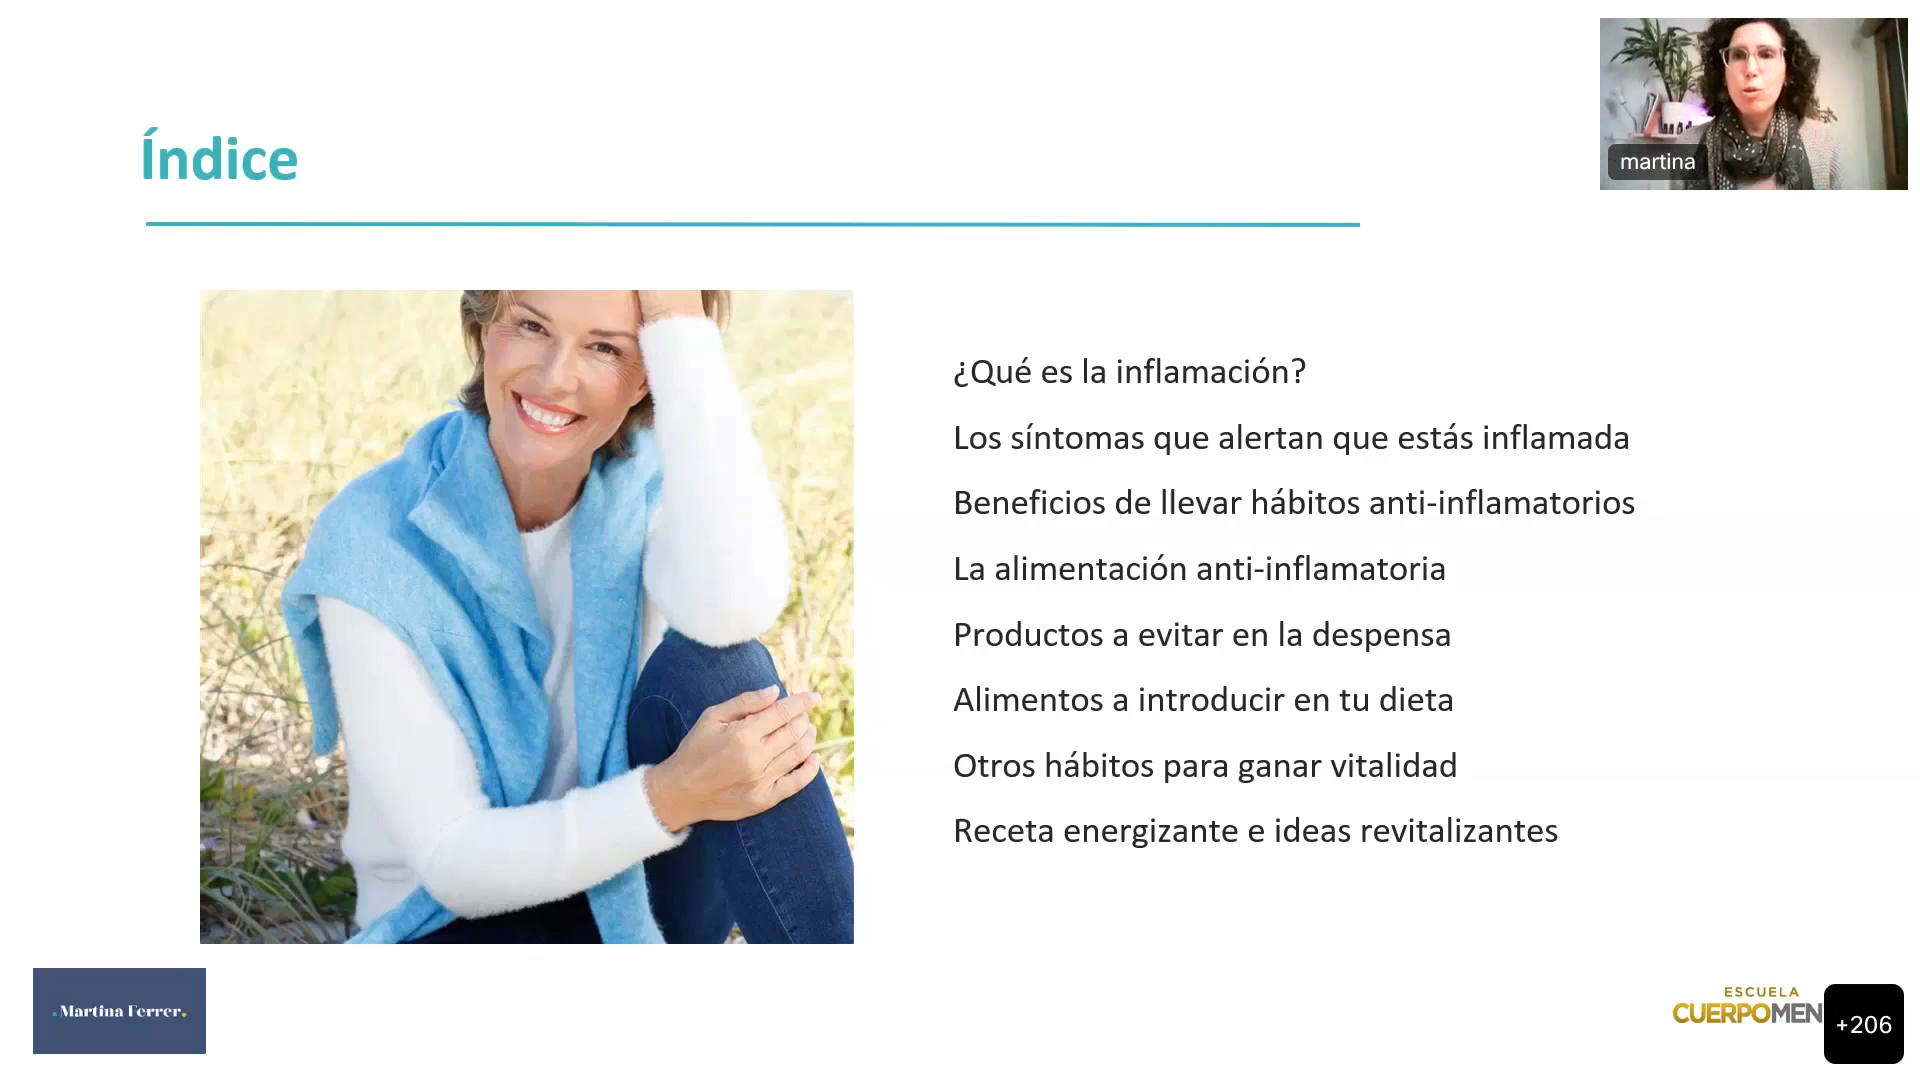 Índice
martina
¿Qué es la inflamación?
Los síntomas que alertan que estás inflamada
Beneficios de llevar hábitos anti-inflamatorios
La alimentación anti-inflamatoria
Productos a evitar en la despensa
Alimentos a introducir en tu dieta
Otros hábitos para ganar vitalidad
Receta energizante e ideas revitalizantes
.Martina Ferrer.
ESCUELA
CUERPOMEN
+206